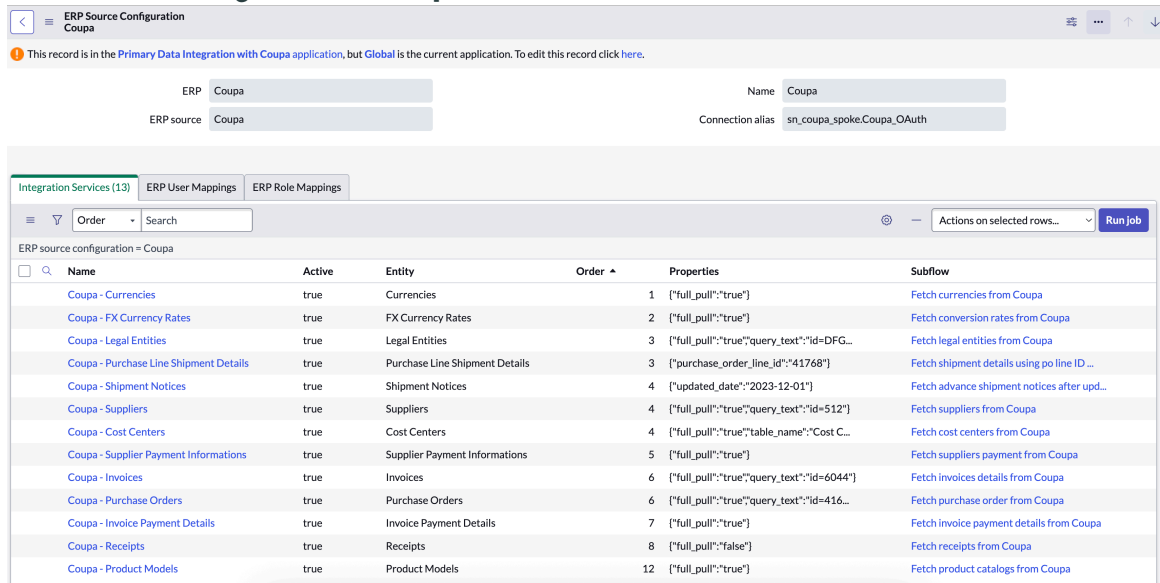 ERP Source Configuration
Coupa
This record is in the Primary Data Integration with Coupa application, but Global is the current application. To edit this record click here.
ERP Coupa Name Coupa
ERP source Coupa Connection alias sn_coupa_spoke.Coupa_OAuth
Integration Services (13) ERP User Mappings ERP Role Mappings
Order Search Actions on selected rows... Run job
ERP source configuration = Coupa
Name Active Entity Order Properties Subflow
Coupa - Currencies true Currencies 1 {"full_pull":"true"} Fetch currencies from Coupa
Coupa - FX Currency Rates true FX Currency Rates 2 {"full_pull":"true"} Fetch conversion rates from Coupa
Coupa - Legal Entities true Legal Entities 3 {"full_pull":"true","query_text":"id=DFG... Fetch legal entities from Coupa
Coupa - Purchase Line Shipment Details true Purchase Line Shipment Details 3 {"purchase_order_line_id":"41768"} Fetch shipment details using po line ID ...
Coupa - Shipment Notices true Shipment Notices 4 {"updated_date":"2023-12-01"} Fetch advance shipment notices after upd...
Coupa - Suppliers true Suppliers 4 {"full_pull":"true","query_text":"id=512"} Fetch suppliers from Coupa
Coupa - Cost Centers true Cost Centers 4 {"full_pull":"true","table_name":"Cost C... Fetch cost centers from Coupa
Coupa - Supplier Payment Informations true Supplier Payment Informations 5 {"full_pull":"true"} Fetch suppliers payment from Coupa
Coupa - Invoices true Invoices 6 {"full_pull":"true","query_text":"id=6044"} Fetch invoices details from Coupa
Coupa - Purchase Orders true Purchase Orders 6 {"full_pull":"true","query_text":"id=416... Fetch purchase order from Coupa
Coupa - Invoice Payment Details true Invoice Payment Details 7 {"full_pull":"true"} Fetch invoice payment details from Coupa
Coupa - Receipts true Receipts 8 {"full_pull":"false"} Fetch receipts from Coupa
Coupa - Product Models true Product Models 12 {"full_pull":"true"} Fetch product catalogs from Coupa